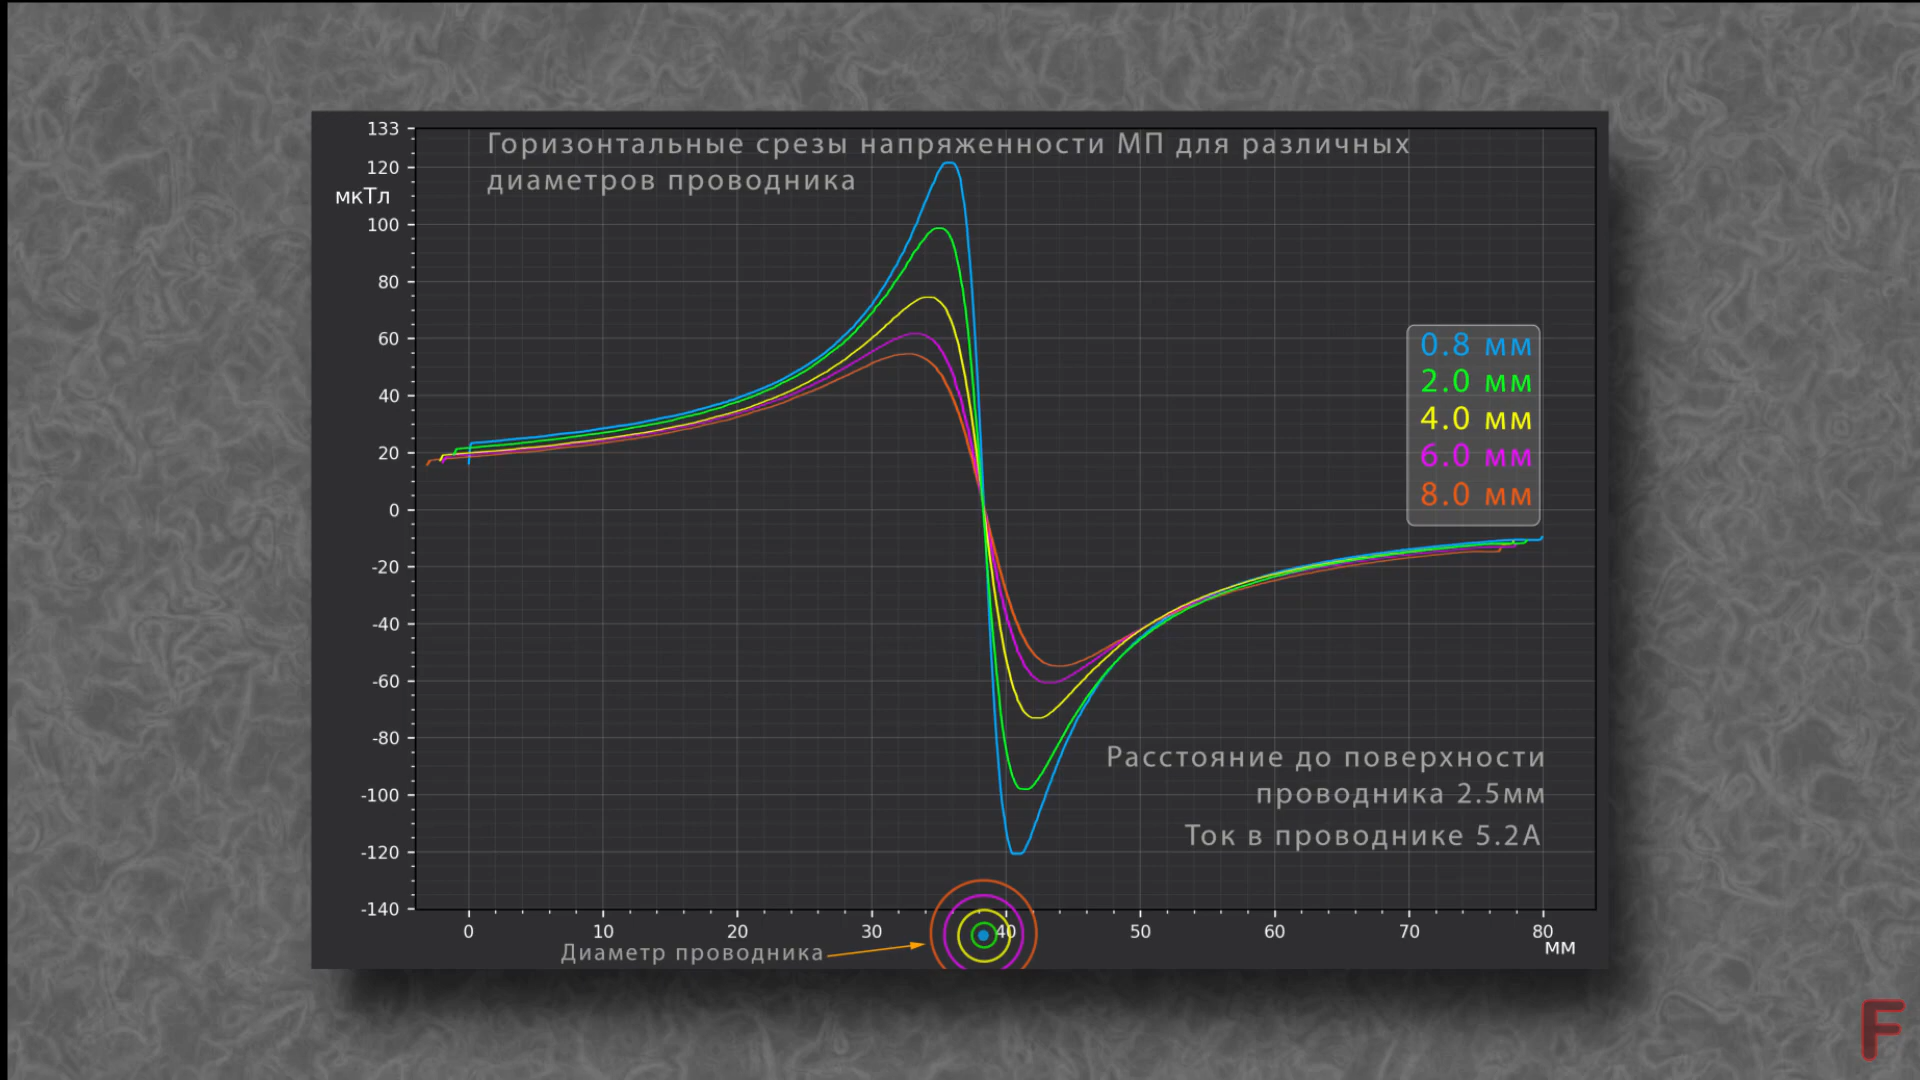 Горизонтальные срезы напряженности МП для различных
диаметров проводника
133
120
мкТл
100
80
60
40
20
0
-20
-40
-60
-80
-100
-120
-140
0.8 мм
2.0 мм
4.0 мм
6.0 мм
8.0 мм
Расстояние до поверхности
проводника 2.5мм
Ток в проводнике 5.2А
0 10 20 30 40 50 60 70 80
мм
Диаметр проводника
F